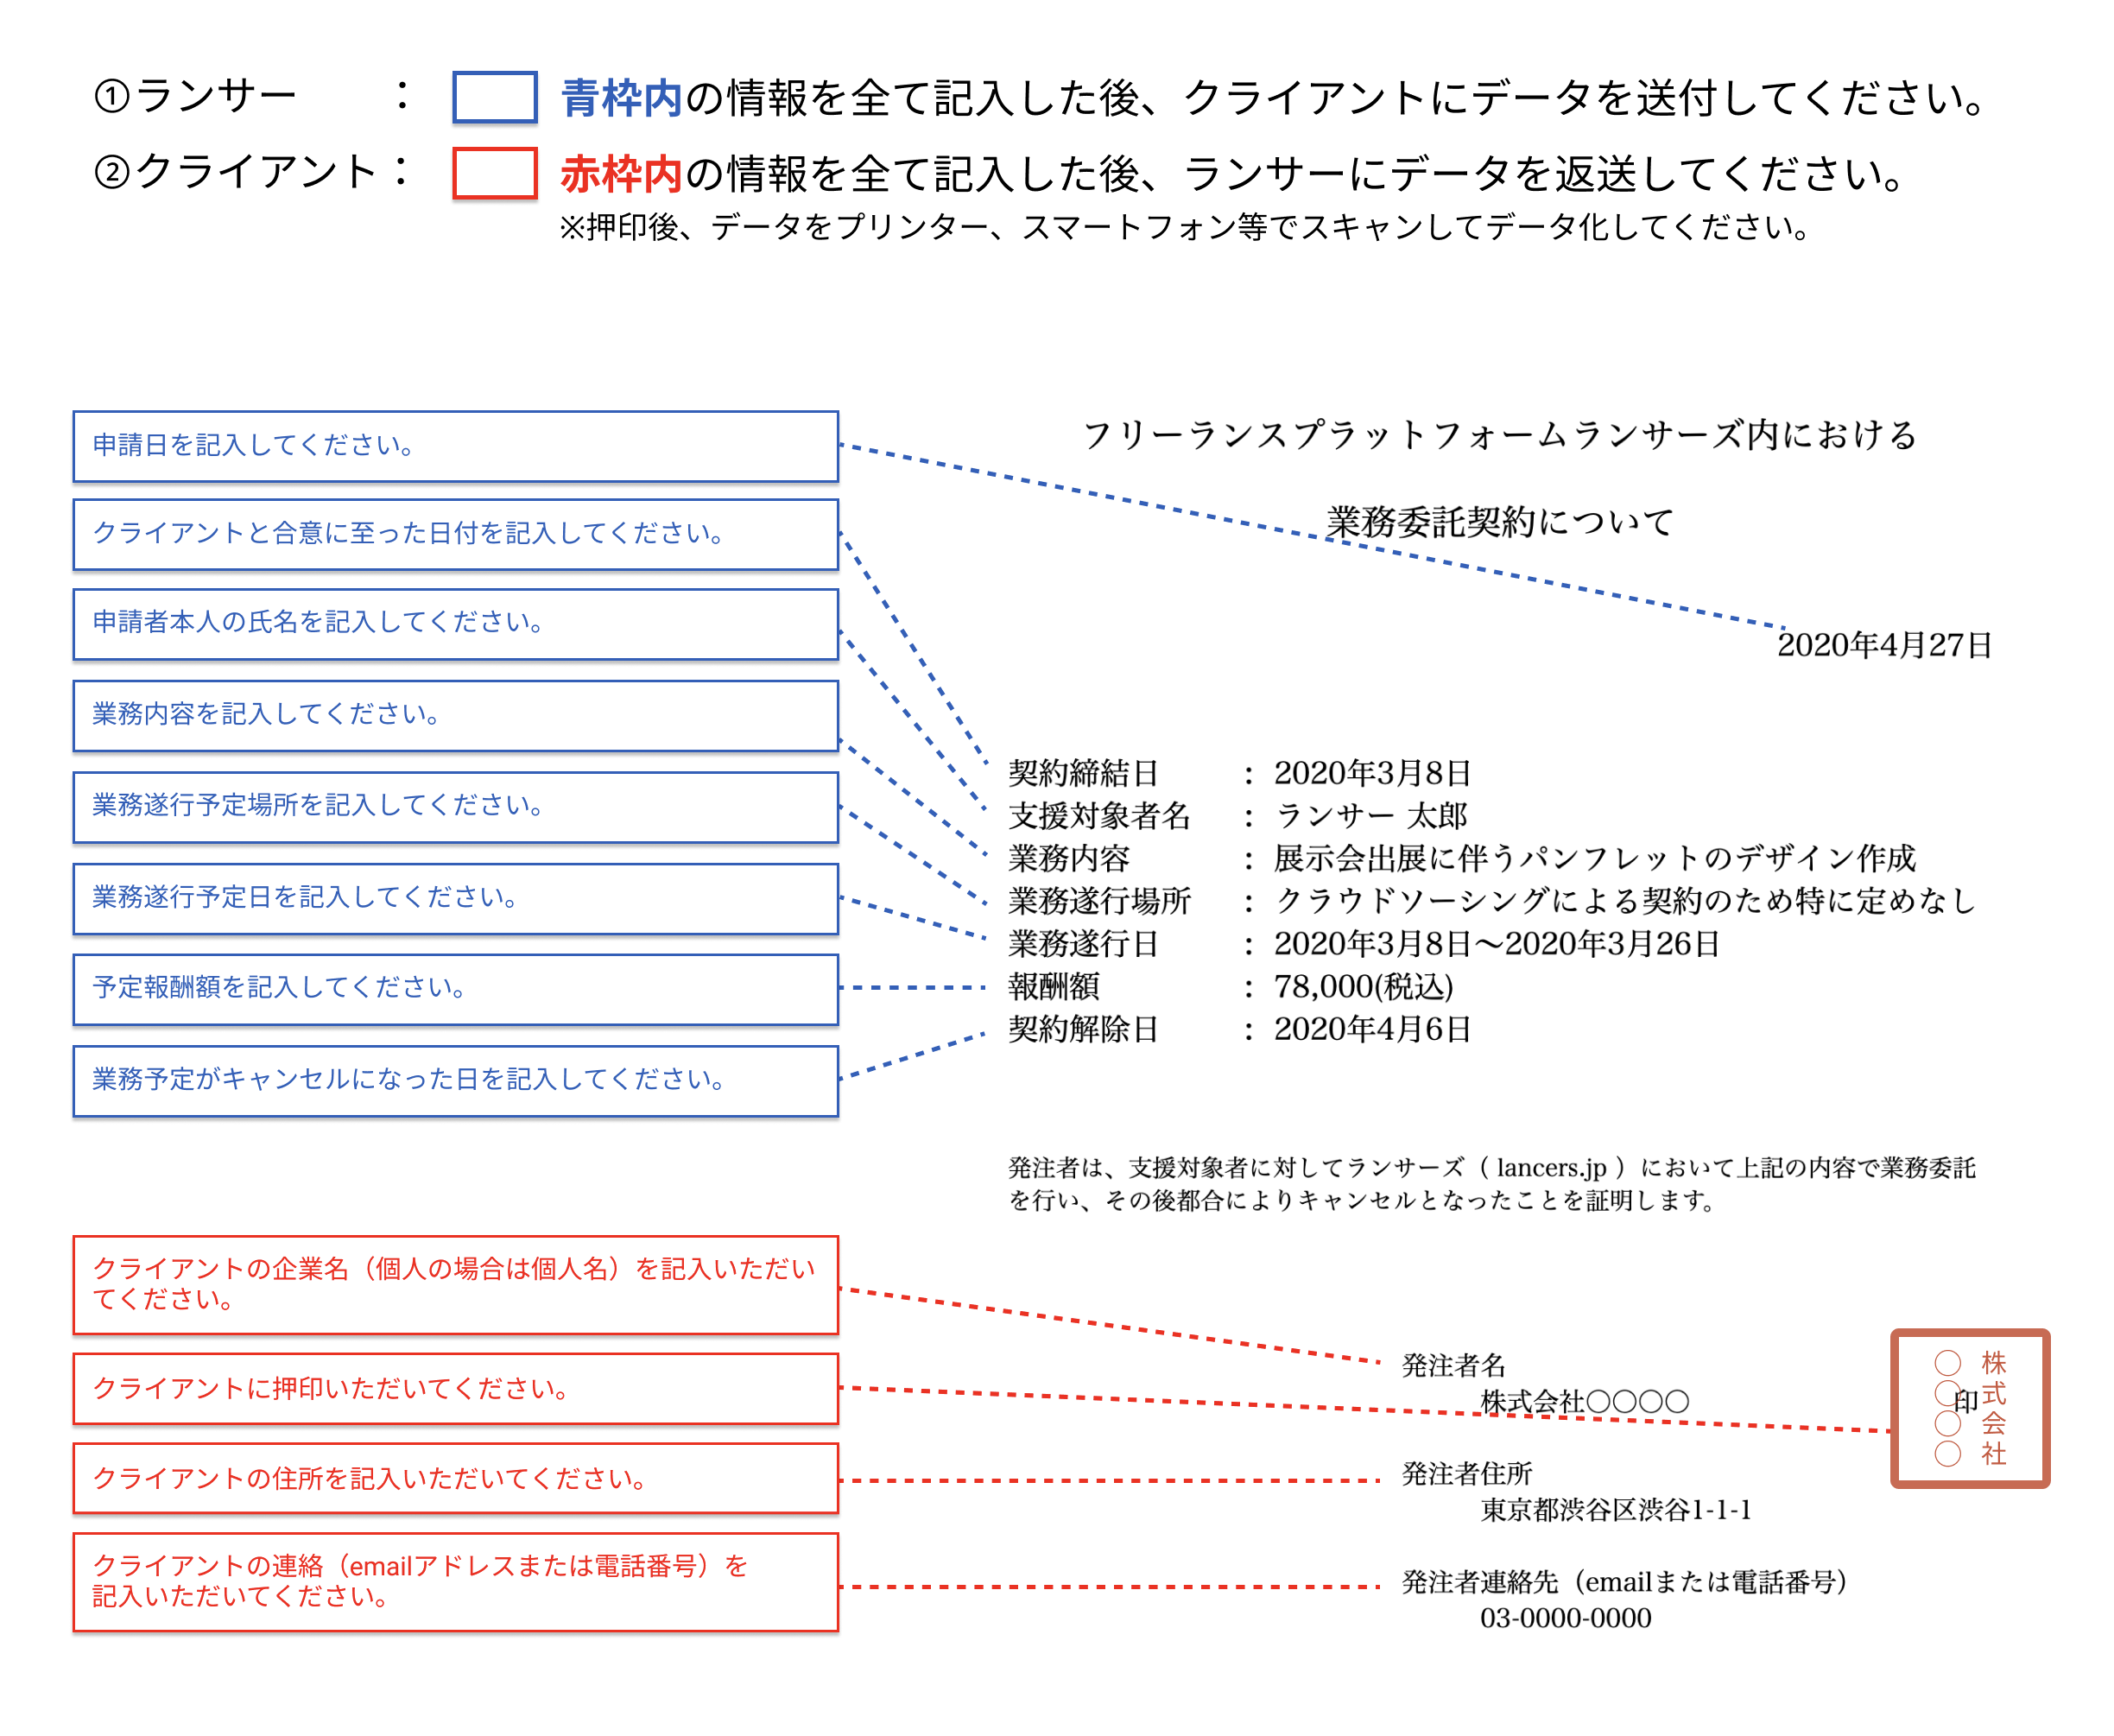 ①ランサー ： 青枠内の情報を全て記入した後、クライアントにデータを送付してください。
②クライアント： 赤枠内の情報を全て記入した後、ランサーにデータを返送してください。
※押印後、データをプリンター、スマートフォン等でスキャンしてデータ化してください。
申請日を記入してください。
クライアントと合意に至った日付を記入してください。
申請者本人の氏名を記入してください。
業務内容を記入してください。
業務遂行予定場所を記入してください。
業務遂行予定日を記入してください。
予定報酬額を記入してください。
業務予定がキャンセルになった日を記入してください。
フリーランスプラットフォームランサーズ内における
業務委託契約について
2020年4月27日
契約締結日 ： 2020年3月8日
支援対象者名 ： ランサー 太郎
業務内容 ： 展示会出展に伴うパンフレットのデザイン作成
業務遂行場所 ： クラウドソーシングによる契約のため特に定めなし
業務遂行日 ： 2020年3月8日〜2020年3月26日
報酬額 ： 78,000(税込)
契約解除日 ： 2020年4月6日
発注者は、支援対象者に対してランサーズ（ lancers.jp ）において上記の内容で業務委託
を行い、その後都合によりキャンセルとなったことを証明します。
クライアントの企業名（個人の場合は個人名）を記入いただい
てください。
クライアントに押印いただいてください。
クライアントの住所を記入いただいてください。
クライアントの連絡（emailアドレスまたは電話番号）を
記入いただいてください。
発注者名
株式会社〇〇〇〇
印
株式会社
〇〇〇〇
発注者住所
東京都渋谷区渋谷1-1-1
発注者連絡先（emailまたは電話番号）
03-0000-0000